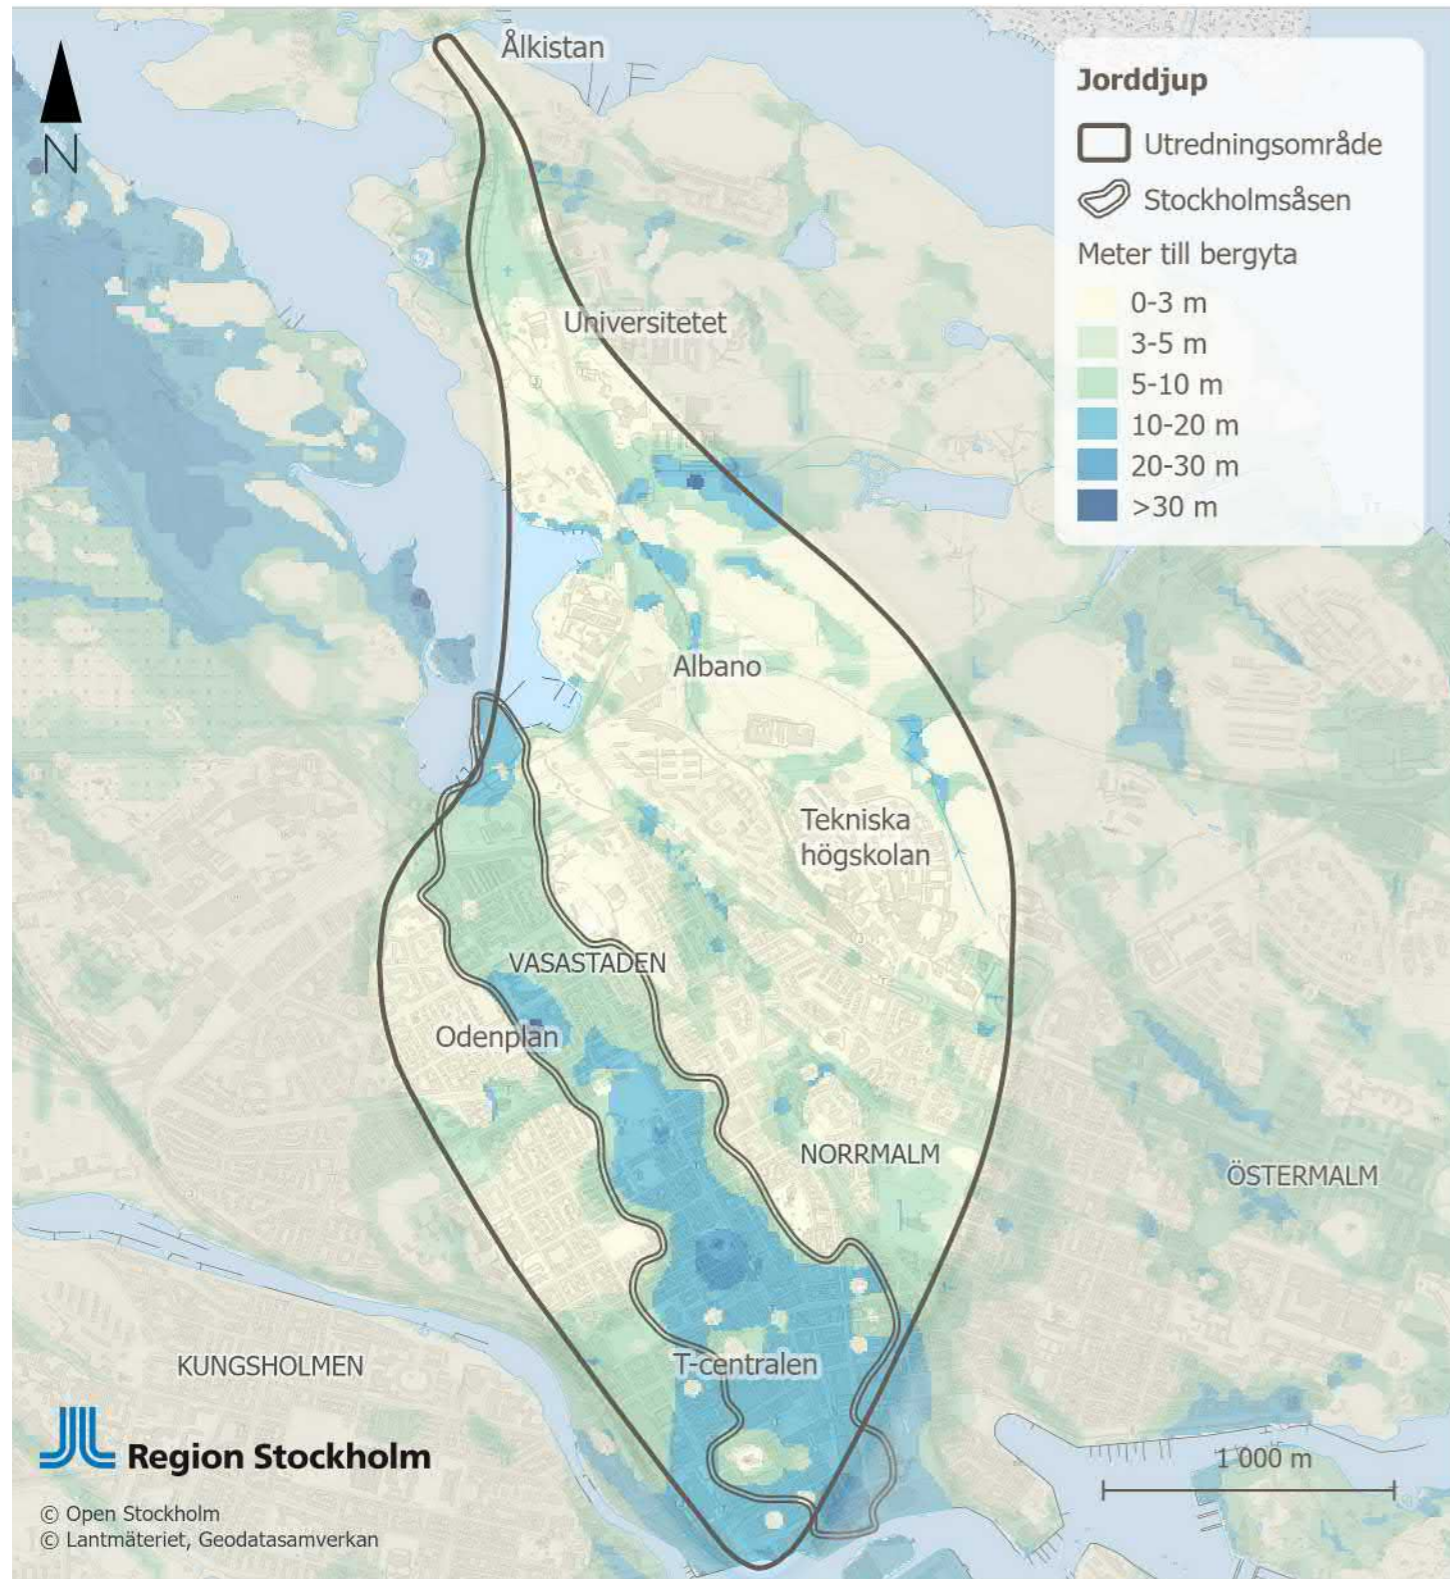 Ålkistan
N
Jorddjup
Utredningsområde
Stockholmsåsen
Meter till bergyta
0-3 m
3-5 m
5-10 m
10-20 m
20-30 m
>30 m
Universitetet
Albano
Tekniska
högskolan
VASASTADEN
Odenplan
NORRMALM
ÖSTERMALM
KUNGSHOLMEN
T-centralen
Region Stockholm
1 000 m
© Open Stockholm
© Lantmäteriet, Geodatasamverkan